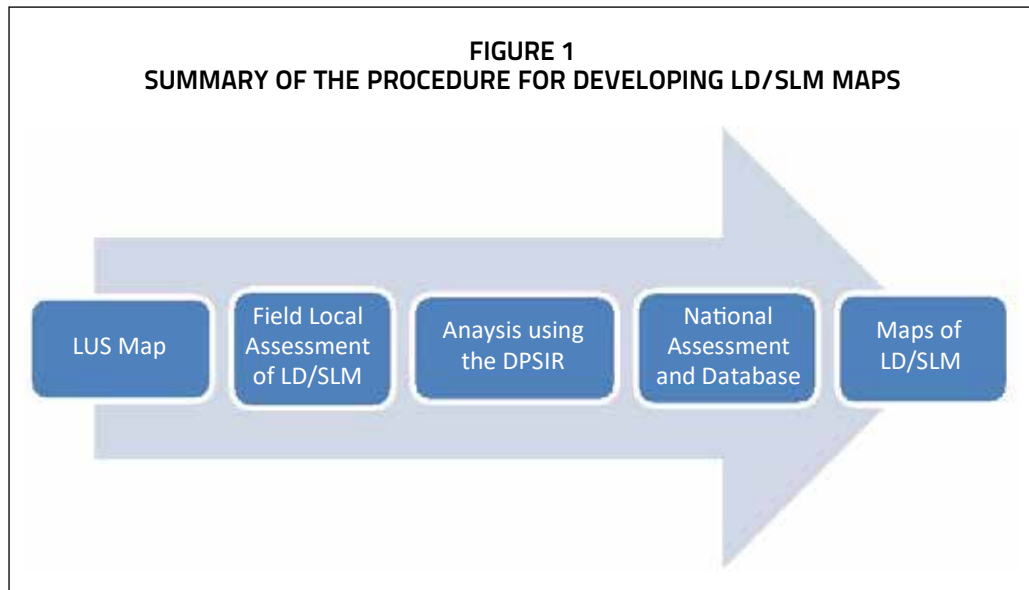 FIGURE 1
SUMMARY OF THE PROCEDURE FOR DEVELOPING LD/SLM MAPS
LUS Map
Field Local
Assessment
of LD/SLM
Anaysis using
the DPSIR
National
Assessment
and Database
Maps of
LD/SLM